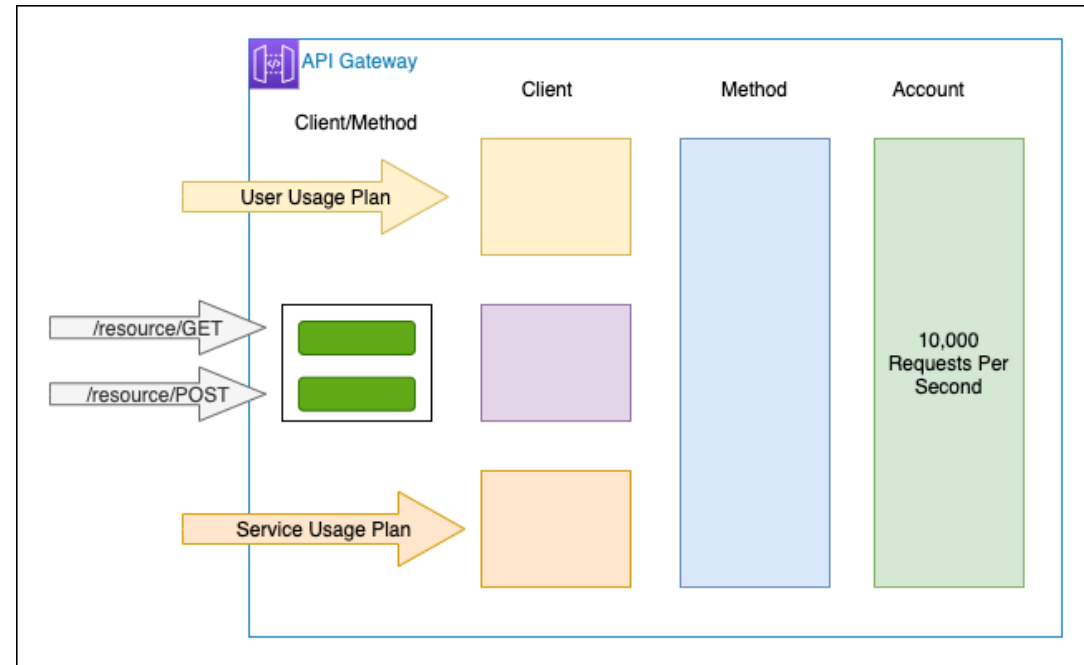 API Gateway
Client
Method
Account
Client/Method
User Usage Plan
/resource/GET
/resource/POST
10,000
Requests Per
Second
Service Usage Plan